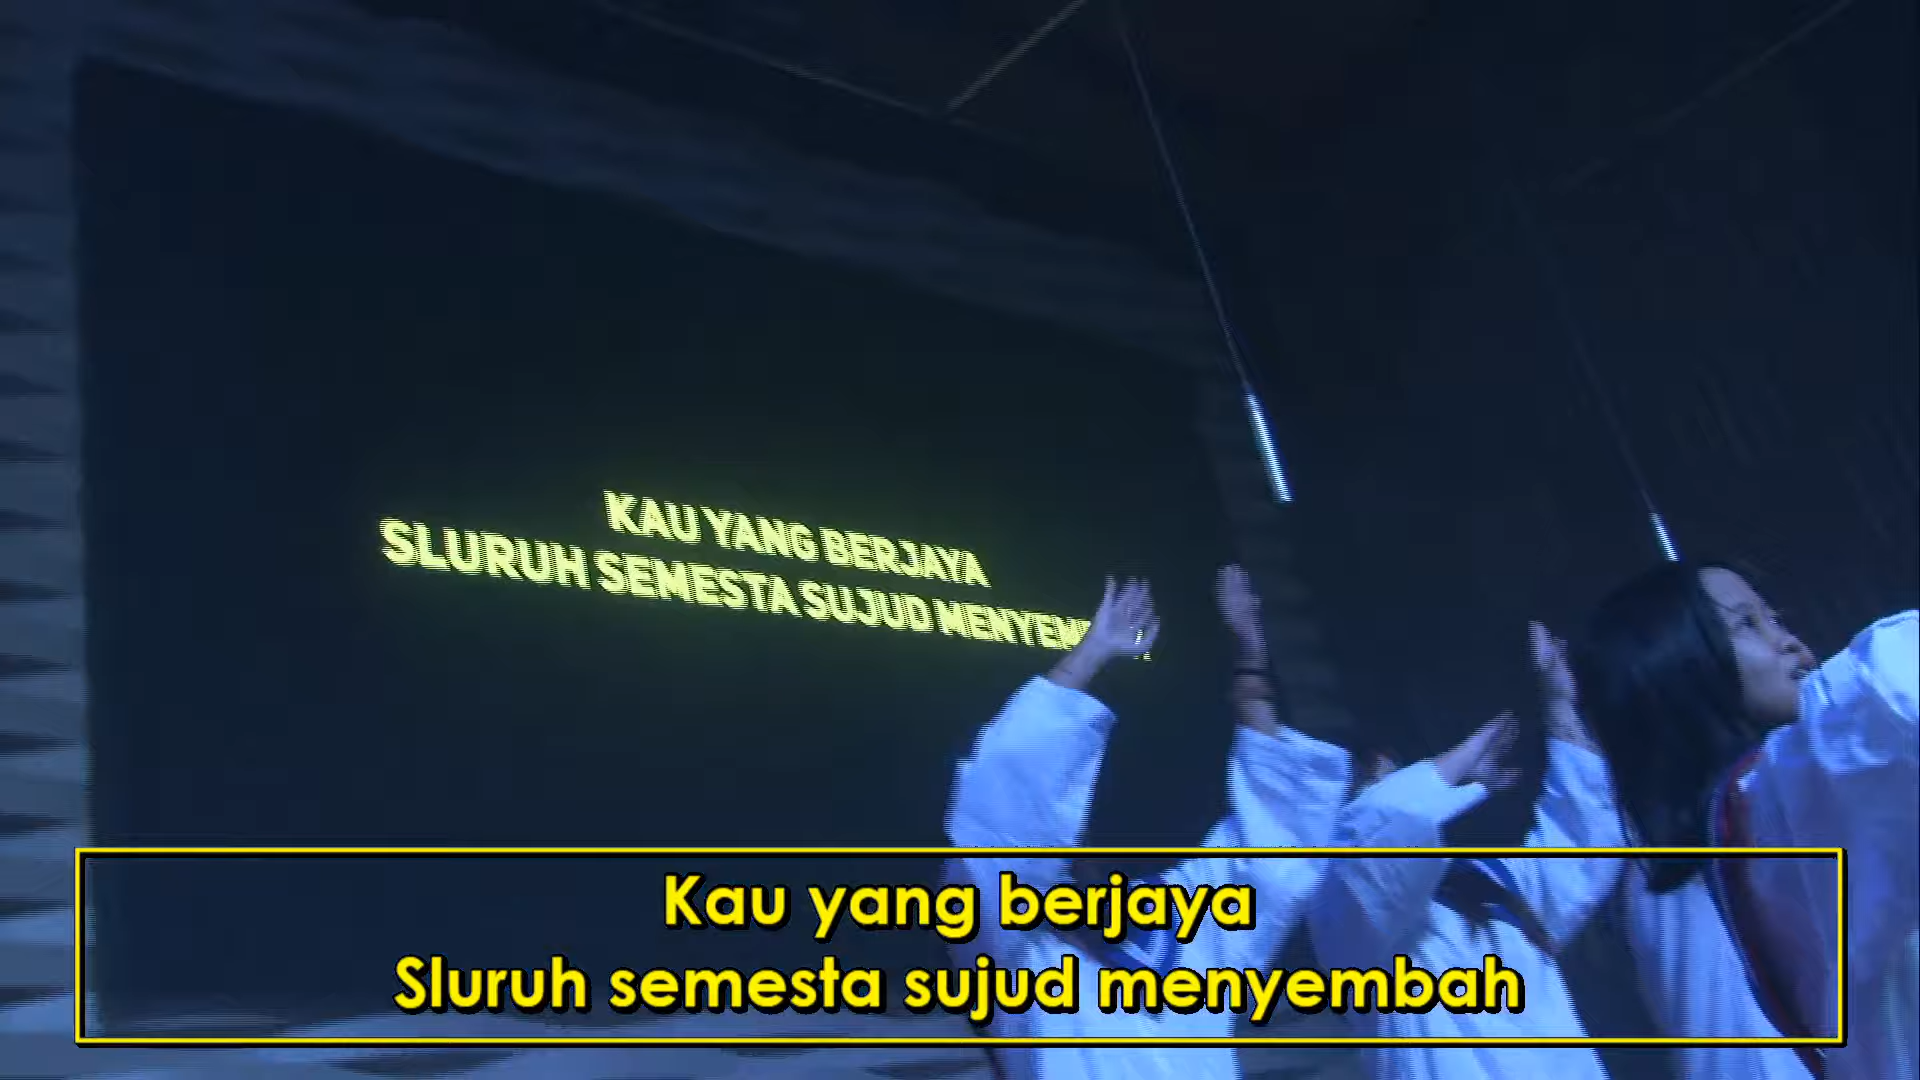 KAU YANG BERJAYA
SLURUH SEMESTA SUJUD
Kau yang berjaya
Sluruh semesta sujud menyembah